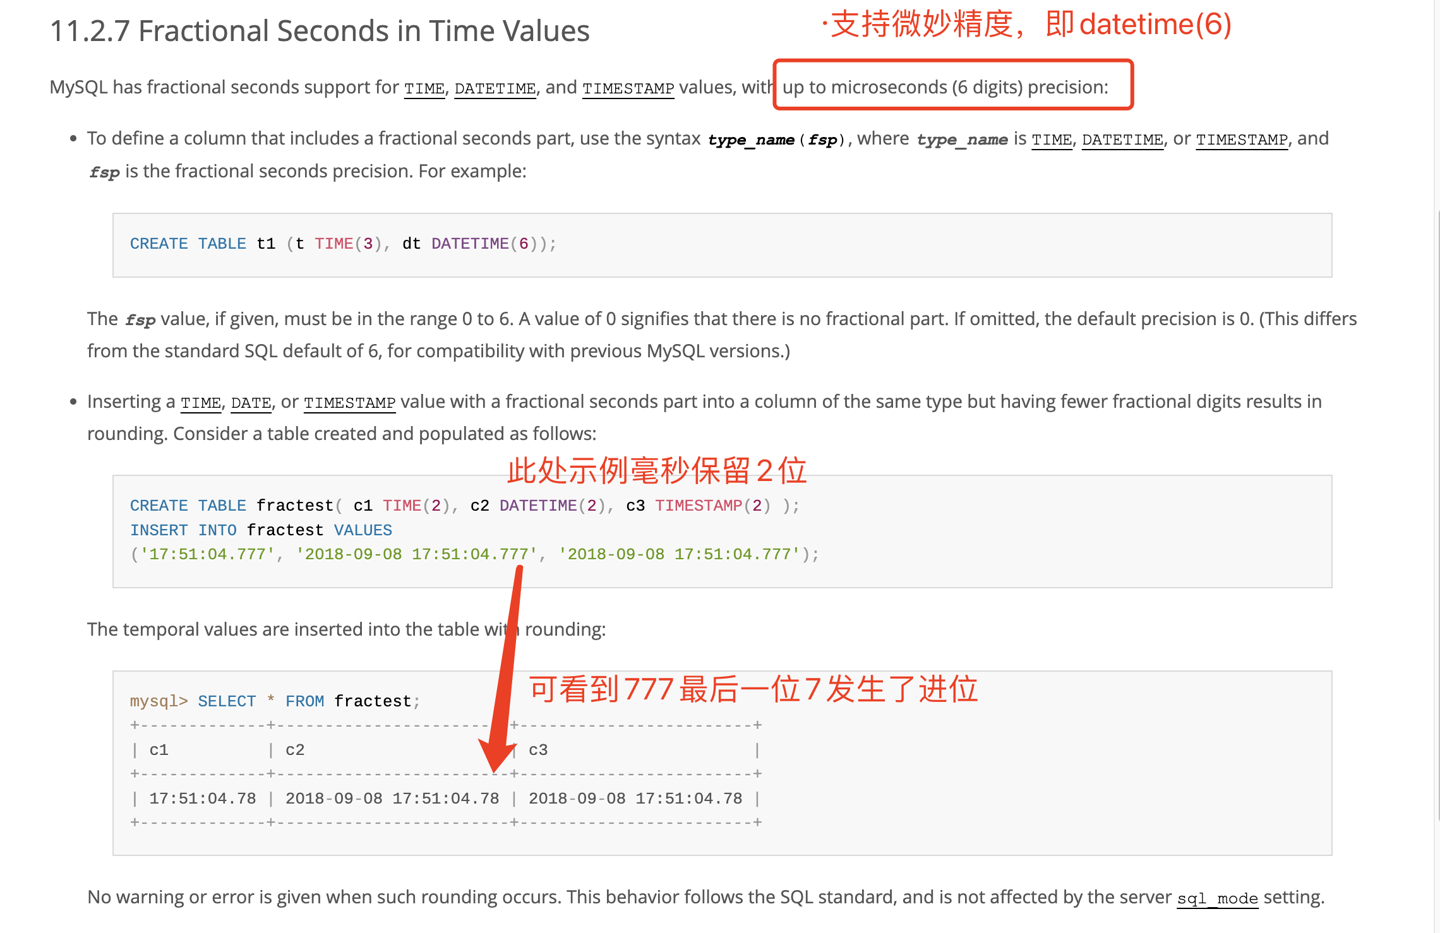 11.2.7 Fractional Seconds in Time Values
·支持微妙精度，即datetime(6)
MySQL has fractional seconds support for TIME, DATETIME, and TIMESTAMP values, with up to microseconds (6 digits) precision:
• To define a column that includes a fractional seconds part, use the syntax type_name(fsp), where type_name is TIME, DATETIME, or TIMESTAMP, and
fsp is the fractional seconds precision. For example:
CREATE TABLE t1 (t TIME(3), dt DATETIME(6));
The fsp value, if given, must be in the range 0 to 6. A value of 0 signifies that there is no fractional part. If omitted, the default precision is 0. (This differs
from the standard SQL default of 6, for compatibility with previous MySQL versions.)
• Inserting a TIME, DATE, or TIMESTAMP value with a fractional seconds part into a column of the same type but having fewer fractional digits results in
rounding. Consider a table created and populated as follows:
此处示例毫秒保留2位
CREATE TABLE fractest( c1 TIME(2), c2 DATETIME(2), c3 TIMESTAMP(2) );
INSERT INTO fractest VALUES
('17:51:04.777', '2018-09-08 17:51:04.777', '2018-09-08 17:51:04.777');
The temporal values are inserted into the table with rounding:
可看到777最后一位7发生了进位
mysql> SELECT * FROM fractest;
+-------------+------------------------+------------------------+
| c1          | c2                     | c3                     |
+-------------+------------------------+------------------------+
| 17:51:04.78 | 2018-09-08 17:51:04.78 | 2018-09-08 17:51:04.78 |
+-------------+------------------------+------------------------+
No warning or error is given when such rounding occurs. This behavior follows the SQL standard, and is not affected by the server sql_mode setting.